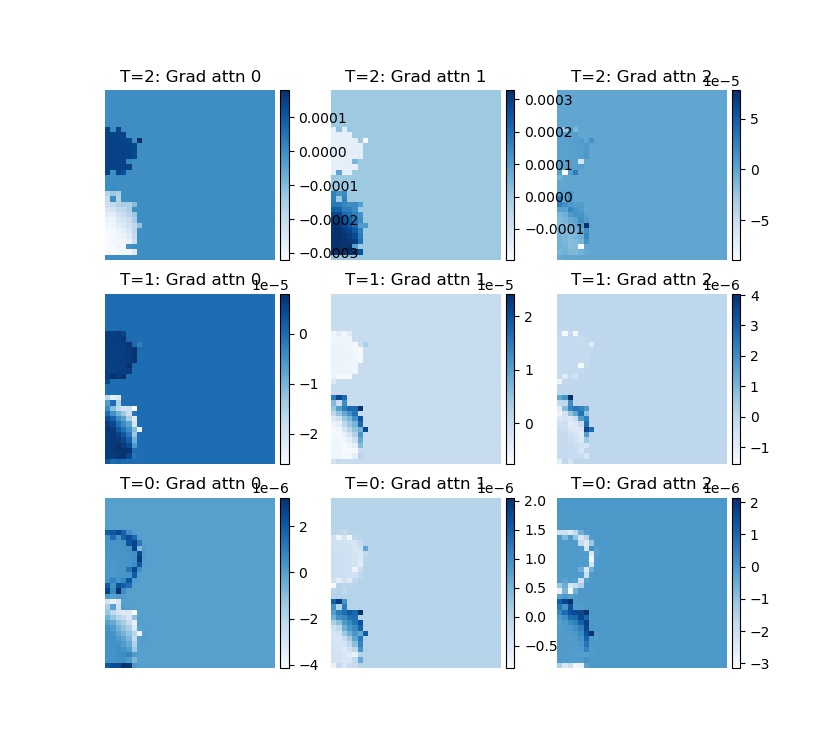 T=2: Grad attn 0
0.0001
0.0000
−0.0001
−0.0002
−0.0003
T=2: Grad attn 1
0.0003
0.0002
0.0001
0.0000
−0.0001
T=2: Grad attn 2
1e−5
5
0
−5
T=1: Grad attn 0
1e−5
0
−1
−2
T=1: Grad attn 1
1e−5
2
1
0
T=1: Grad attn 2
1e−6
4
3
2
1
0
−1
T=0: Grad attn 0
1e−6
2
0
−2
−4
T=0: Grad attn 1
1e−6
2.0
1.5
1.0
0.5
0.0
−0.5
T=0: Grad attn 2
1e−6
2
1
0
−1
−2
−3